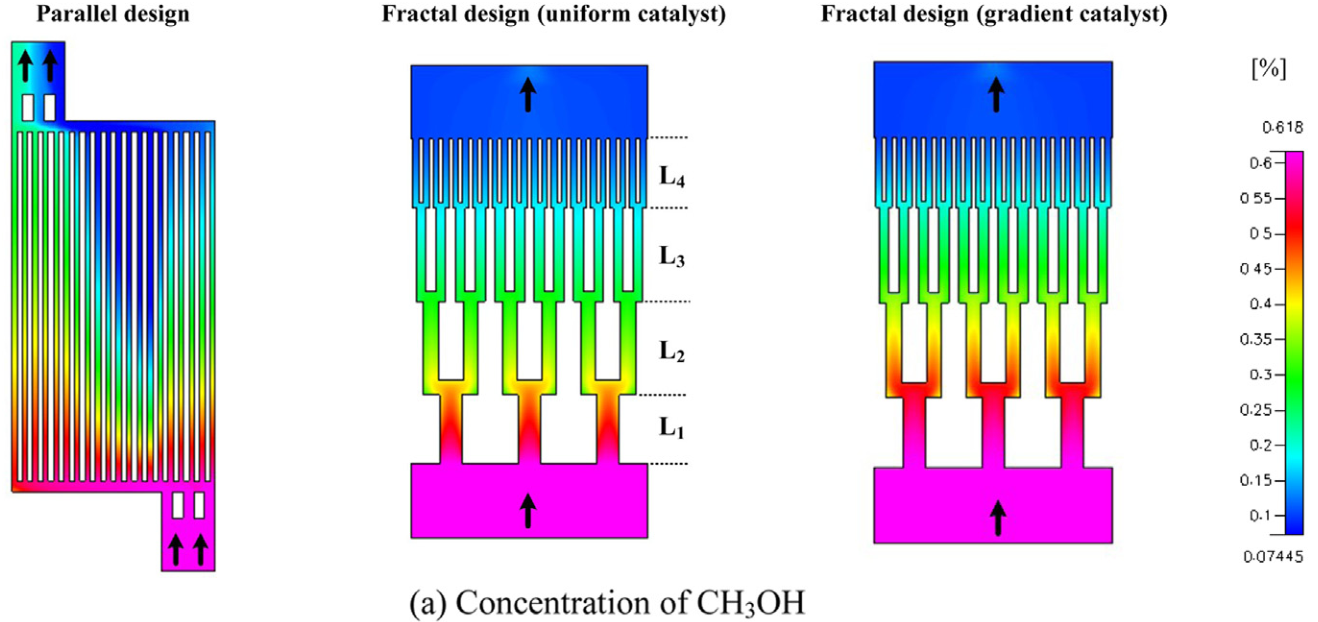 Parallel design
Fractal design (uniform catalyst)
Fractal design (gradient catalyst)
[%]
0·618
0·6
0·55
0·5
0·45
0·4
0·35
0·3
0·25
0·2
0·15
0·1
0·07445
L₄
L₃
L₂
L₁
(a) Concentration of CH₃OH